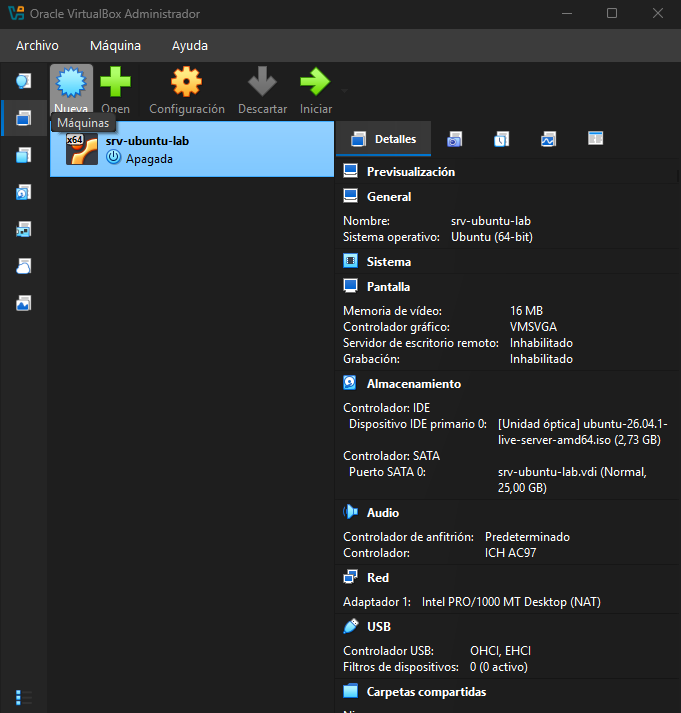 Oracle VirtualBox Administrador
Archivo Máquina Ayuda
Nueva Open Configuración Descartar Iniciar
Máquinas
x64
srv-ubuntu-lab
Apagada
Detalles
Previsualización
General
Nombre: srv-ubuntu-lab
Sistema operativo: Ubuntu (64-bit)
Sistema
Pantalla
Memoria de vídeo: 16 MB
Controlador gráfico: VMSVGA
Servidor de escritorio remoto: Inhabilitado
Grabación: Inhabilitado
Almacenamiento
Controlador: IDE
Dispositivo IDE primario 0: [Unidad óptica] ubuntu-26.04.1-
live-server-amd64.iso (2,73 GB)
Controlador: SATA
Puerto SATA 0: srv-ubuntu-lab.vdi (Normal,
25,00 GB)
Audio
Controlador de anfitrión: Predeterminado
Controlador: ICH AC97
Red
Adaptador 1: Intel PRO/1000 MT Desktop (NAT)
USB
Controlador USB: OHCI, EHCI
Filtros de dispositivos: 0 (0 activo)
Carpetas compartidas